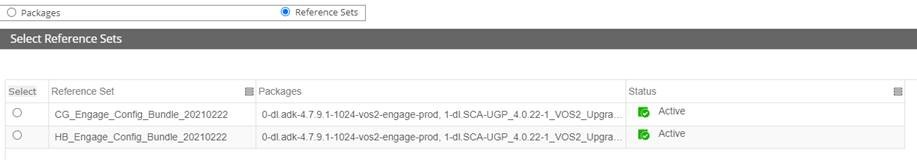 Packages Reference Sets
Select Reference Sets
Select Reference Set Packages Status
CG_Engage_Config_Bundle_20210222 0-dl.adk-4.7.9.1-1024-vos2-engage-prod, 1-dl.SCA-UGP_4.0.22-1_VOS2_Upgra... Active
HB_Engage_Config_Bundle_20210222 0-dl.adk-4.7.9.1-1024-vos2-engage-prod, 1-dl.SCA-UGP_4.0.22-1_VOS2_Upgra... Active